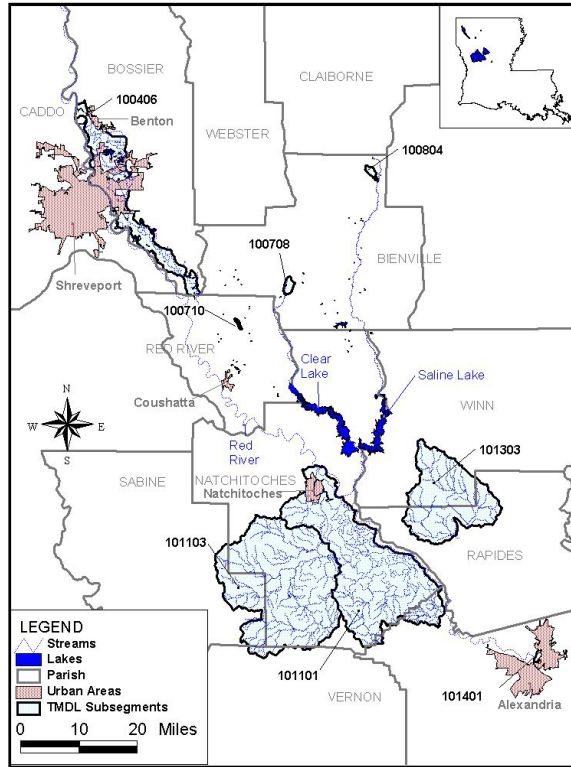 BOSSIER
CLAIBORNE
CADDO
100406
Benton
WEBSTER
100804
100708
BIENVILLE
Shreveport
100710
RED RIVER
Clear
Lake
Saline Lake
Coushatta
WINN
N
W E
S
Red
River
101303
NATCHITOCHES
Natchitoches
SABINE
101103
RAPIDES
LEGEND
Streams
Lakes
Parish
Urban Areas
TMDL Subsegments
0 10 20 Miles
101101
101401
Alexandria
VERNON